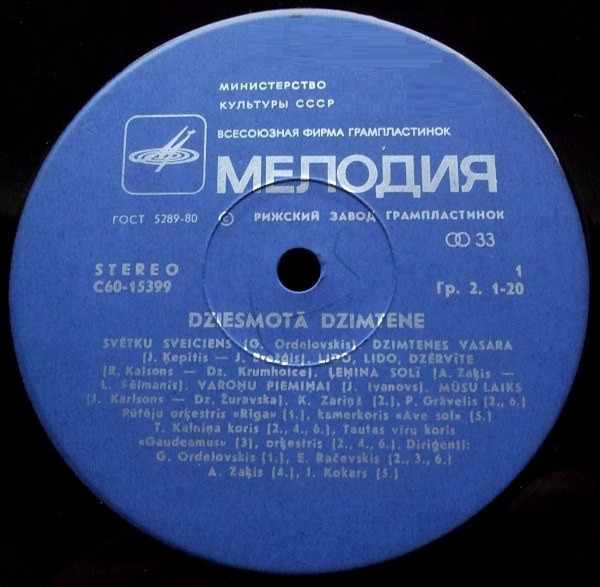 МИНИСТЕРСТВО
КУЛЬТУРЫ СССР
ВСЕСОЮЗНАЯ ФИРМА ГРАМПЛАСТИНОК
МЕЛОДИЯ
ГОСТ 5289-80 © РИЖСКИЙ ЗАВОД ГРАМПЛАСТИНОК
33
STEREO 1
С60-15399 Гр. 2. 1-20
DZIESMOTĀ DZIMTENE
SVĒTKU SVEICIENS (G. Ordelovskis) DZIMTENES VASARA
(J. Ķepītis — J. Brežģis). LIDO, LIDO, DZĒRVĪTE
(R. Kalsons — Dz. Krumholce). ĻEŅINA SOLĪ (A. Zaķis —
L. Fēlmanis). VAROŅU PIEMIŅAI (J. Ivanovs). MŪSU LAIKS
(J. Karlsons — Dz. Žuravska). K. Zariņš (2.), P. Grāvelis (2., 6.)
Pūtēju orķestris «Rīga» (1.), kamerkoris «Ave sol» (5.)
T. Kalniņa koris (2., 4., 6.), Tautas vīru koris
«Gaudeamus» (3), orķestris (2., 4., 6.). Diriģenti:
G. Ordelovskis (1.), E. Račevskis (2., 3., 6.)
A. Zaķis (4.), I. Kokars (5.)